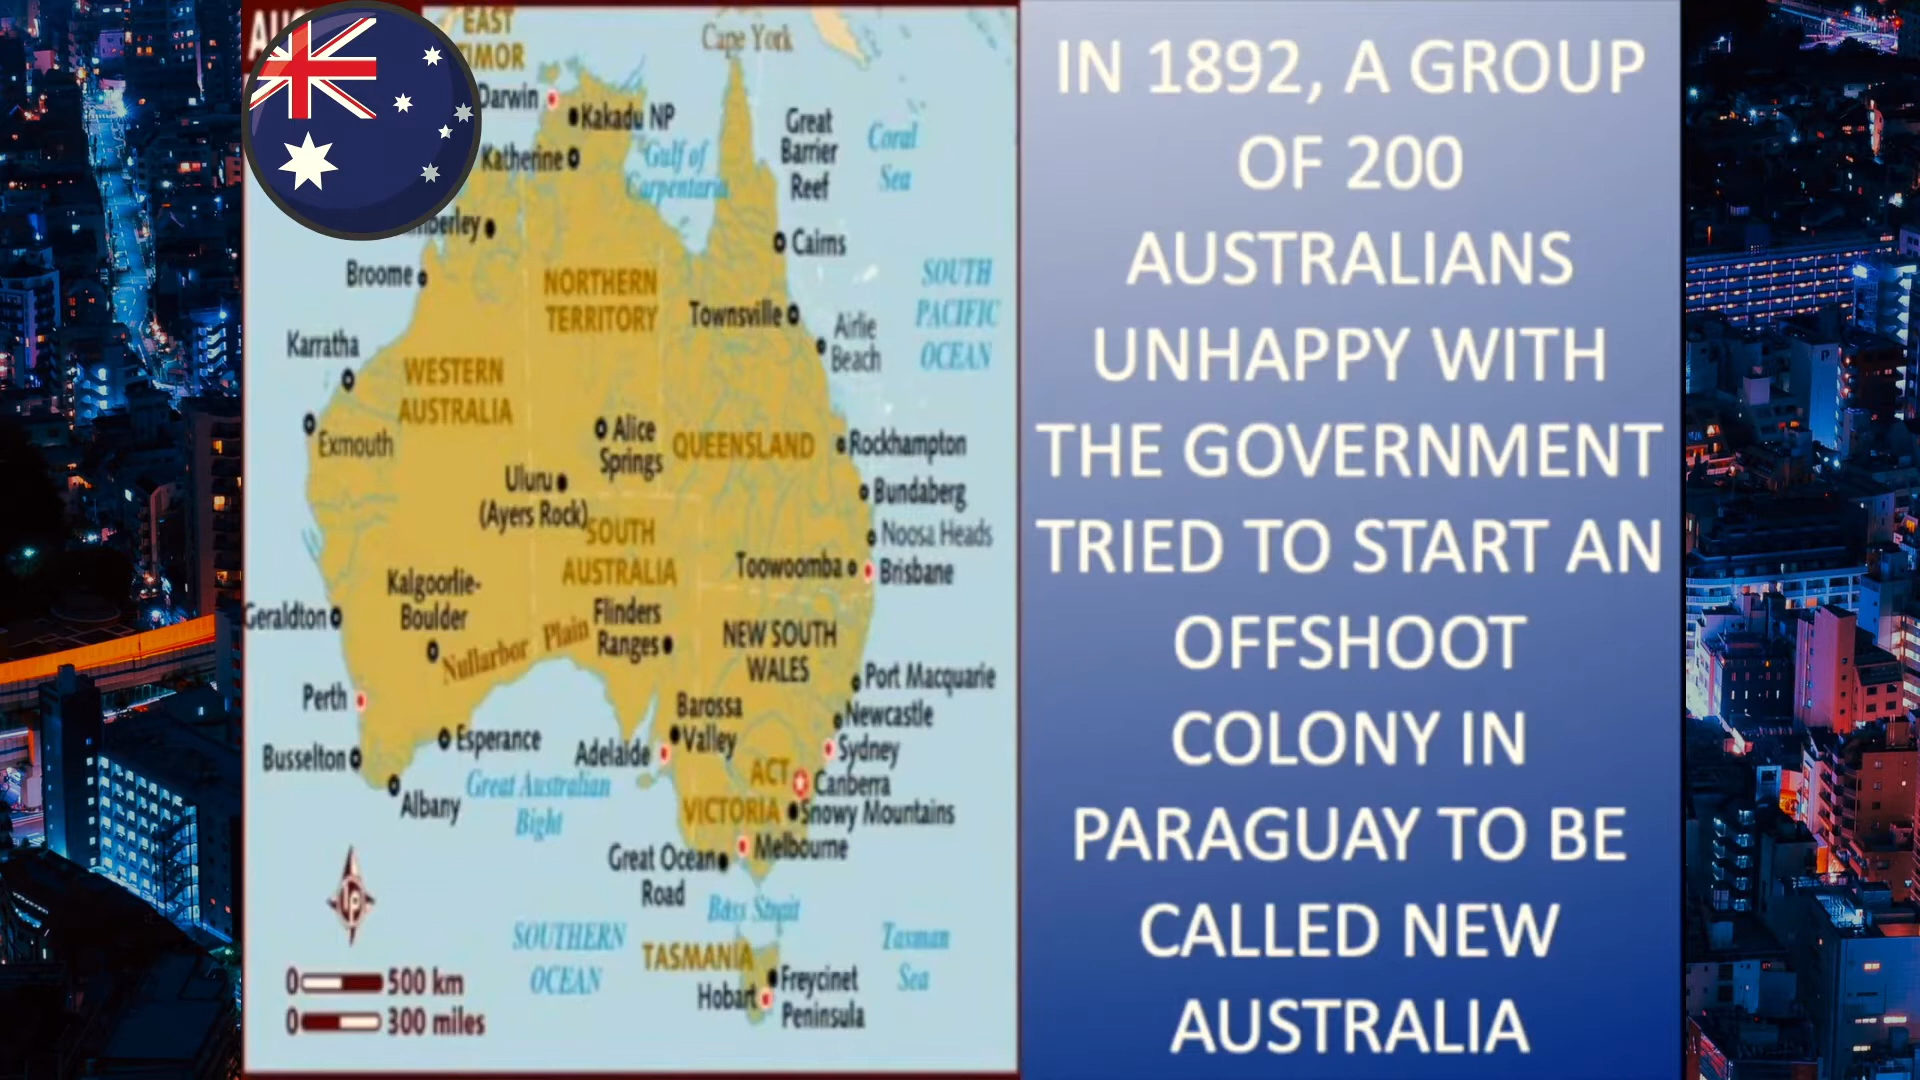 EAST
TIMOR
Cape York
Darwin
Kakadu NP
Great
Barrier
Reef
Coral
Sea
Katherine
Gulf of
Carpentaria
Cairns
Broome
NORTHERN
TERRITORY
SOUTH
PACIFIC
OCEAN
Townsville
Airlie
Beach
Karratha
WESTERN
AUSTRALIA
Exmouth
Alice
Springs
QUEENSLAND
Rockhampton
Uluru
(Ayers Rock)
Bundaberg
SOUTH
AUSTRALIA
Noosa Heads
Toowoomba
Brisbane
Kalgoorlie-
Boulder
Geraldton
Flinders
Ranges
Nullarbor Plain
NEW SOUTH
WALES
Port Macquarie
Perth
Barossa
Valley
Newcastle
Esperance
Adelaide
Sydney
Busselton
ACT
Canberra
Albany
Great Australian
Bight
VICTORIA
Snowy Mountains
Great Ocean
Road
Melbourne
Bass Strait
SOUTHERN
OCEAN
TASMANIA
Tasman
Sea
Freycinet
Peninsula
Hobart
LP
0 500 km
0 300 miles
IN 1892, A GROUP
OF 200
AUSTRALIANS
UNHAPPY WITH
THE GOVERNMENT
TRIED TO START AN
OFFSHOOT
COLONY IN
PARAGUAY TO BE
CALLED NEW
AUSTRALIA